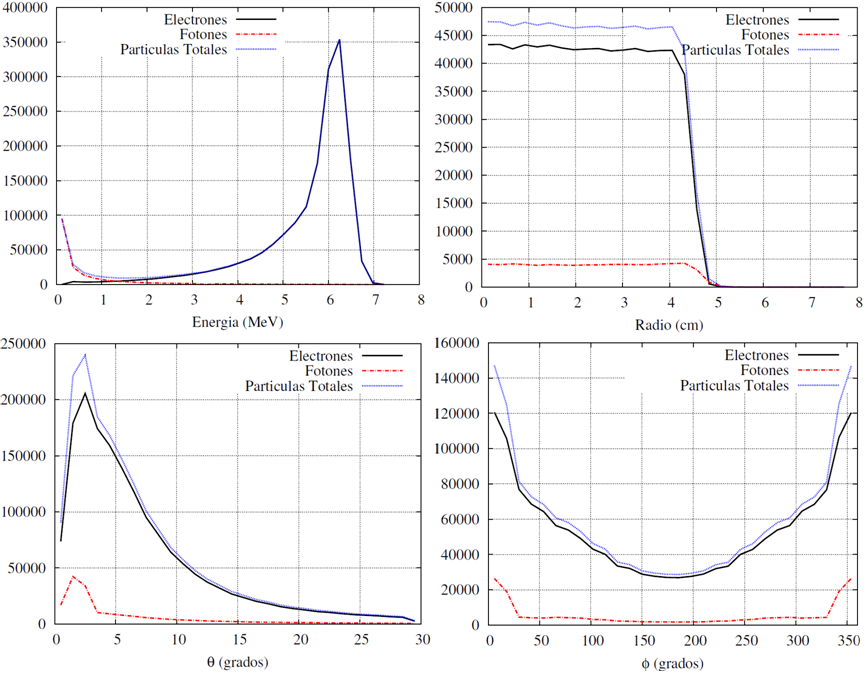 400000
350000
300000
250000
200000
150000
100000
50000
0
Electrones
Fotones
Particulas Totales
0 1 2 3 4 5 6 7 8
Energia (MeV)
50000
45000
40000
35000
30000
25000
20000
15000
10000
5000
0
Electrones
Fotones
Particulas Totales
0 1 2 3 4 5 6 7 8
Radio (cm)
250000
200000
150000
100000
50000
0
Electrones
Fotones
Particulas Totales
0 5 10 15 20 25 30
θ (grados)
160000
140000
120000
100000
80000
60000
40000
20000
0
Electrones
Fotones
Particulas Totales
0 50 100 150 200 250 300 350
ϕ (grados)